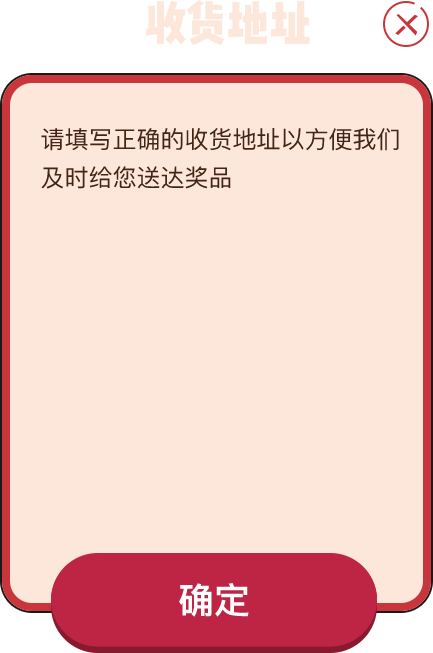 收货地址
请填写正确的收货地址以方便我们
及时给您送达奖品
确定